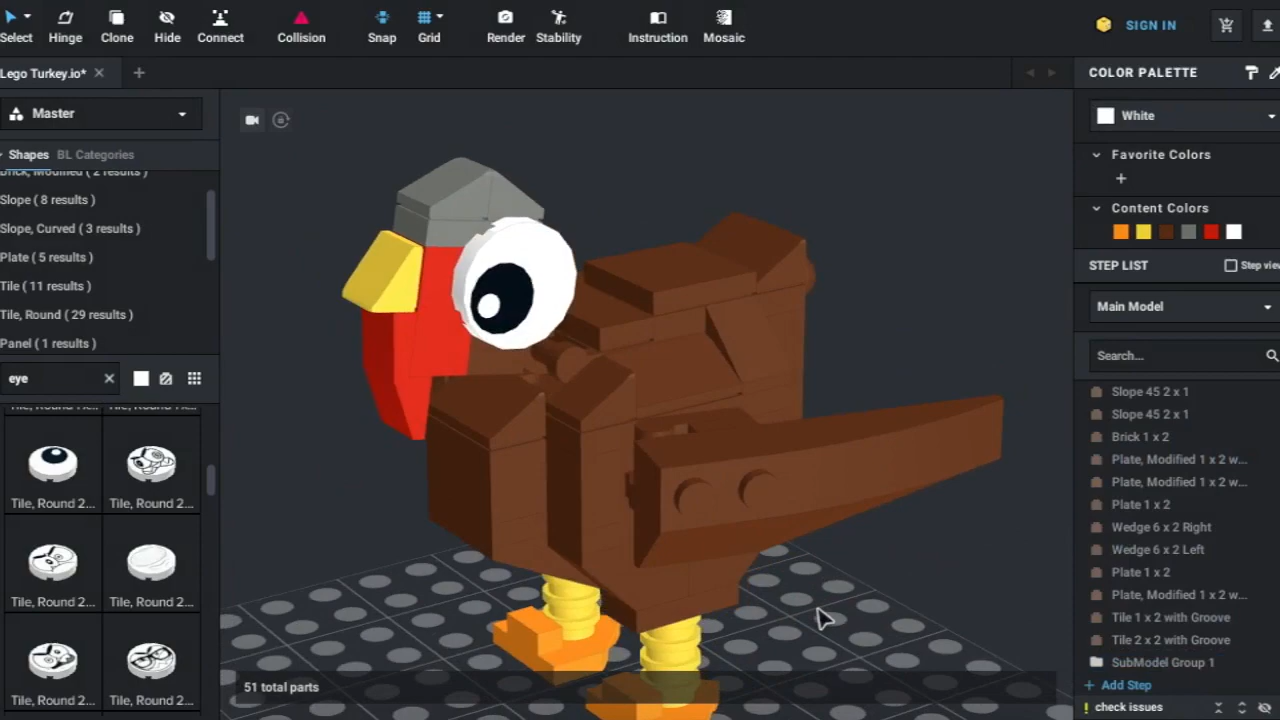 Select
Hinge
Clone
Hide
Connect
Collision
Snap
Grid
Render
Stability
Instruction
Mosaic
SIGN IN
Lego Turkey.io*
Master
Shapes
BL Categories
Brick, Modified ( 2 results )
Slope ( 8 results )
Slope, Curved ( 3 results )
Plate ( 5 results )
Tile ( 11 results )
Tile, Round ( 29 results )
Panel ( 1 results )
eye
Tile, Round 2...
Tile, Round 2...
Tile, Round 2...
Tile, Round 2...
Tile, Round 2...
Tile, Round 2...
51 total parts
COLOR PALETTE
White
Favorite Colors
Content Colors
STEP LIST
Step view
Main Model
Search...
Slope 45 2 x 1
Slope 45 2 x 1
Brick 1 x 2
Plate, Modified 1 x 2 w...
Plate, Modified 1 x 2 w...
Plate 1 x 2
Wedge 6 x 2 Right
Wedge 6 x 2 Left
Plate 1 x 2
Plate, Modified 1 x 2 w...
Tile 1 x 2 with Groove
Tile 2 x 2 with Groove
SubModel Group 1
+ Add Step
check issues